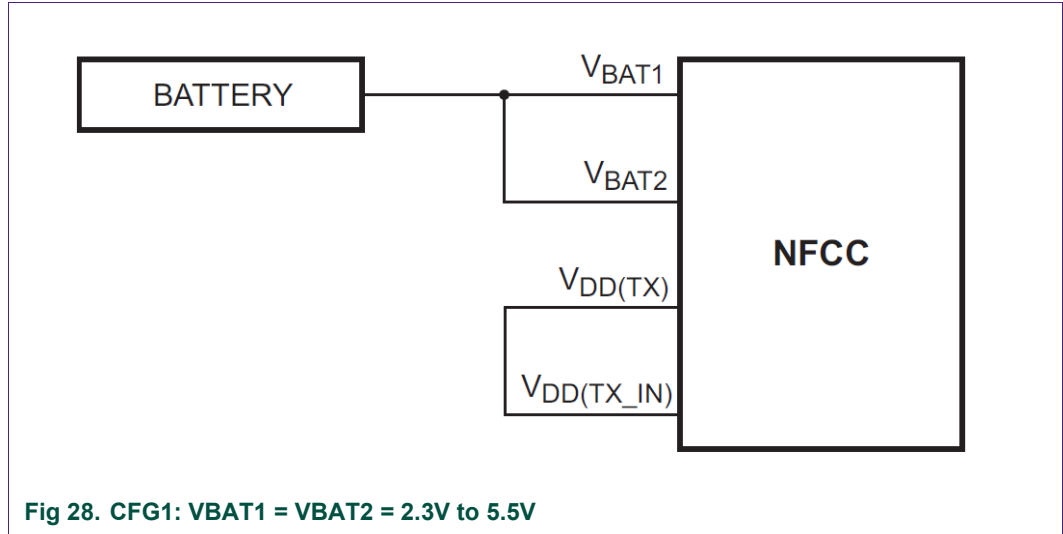 VBAT1
BATTERY
VBAT2
NFCC
VDD(TX)
VDD(TX_IN)
Fig 28. CFG1: VBAT1 = VBAT2 = 2.3V to 5.5V